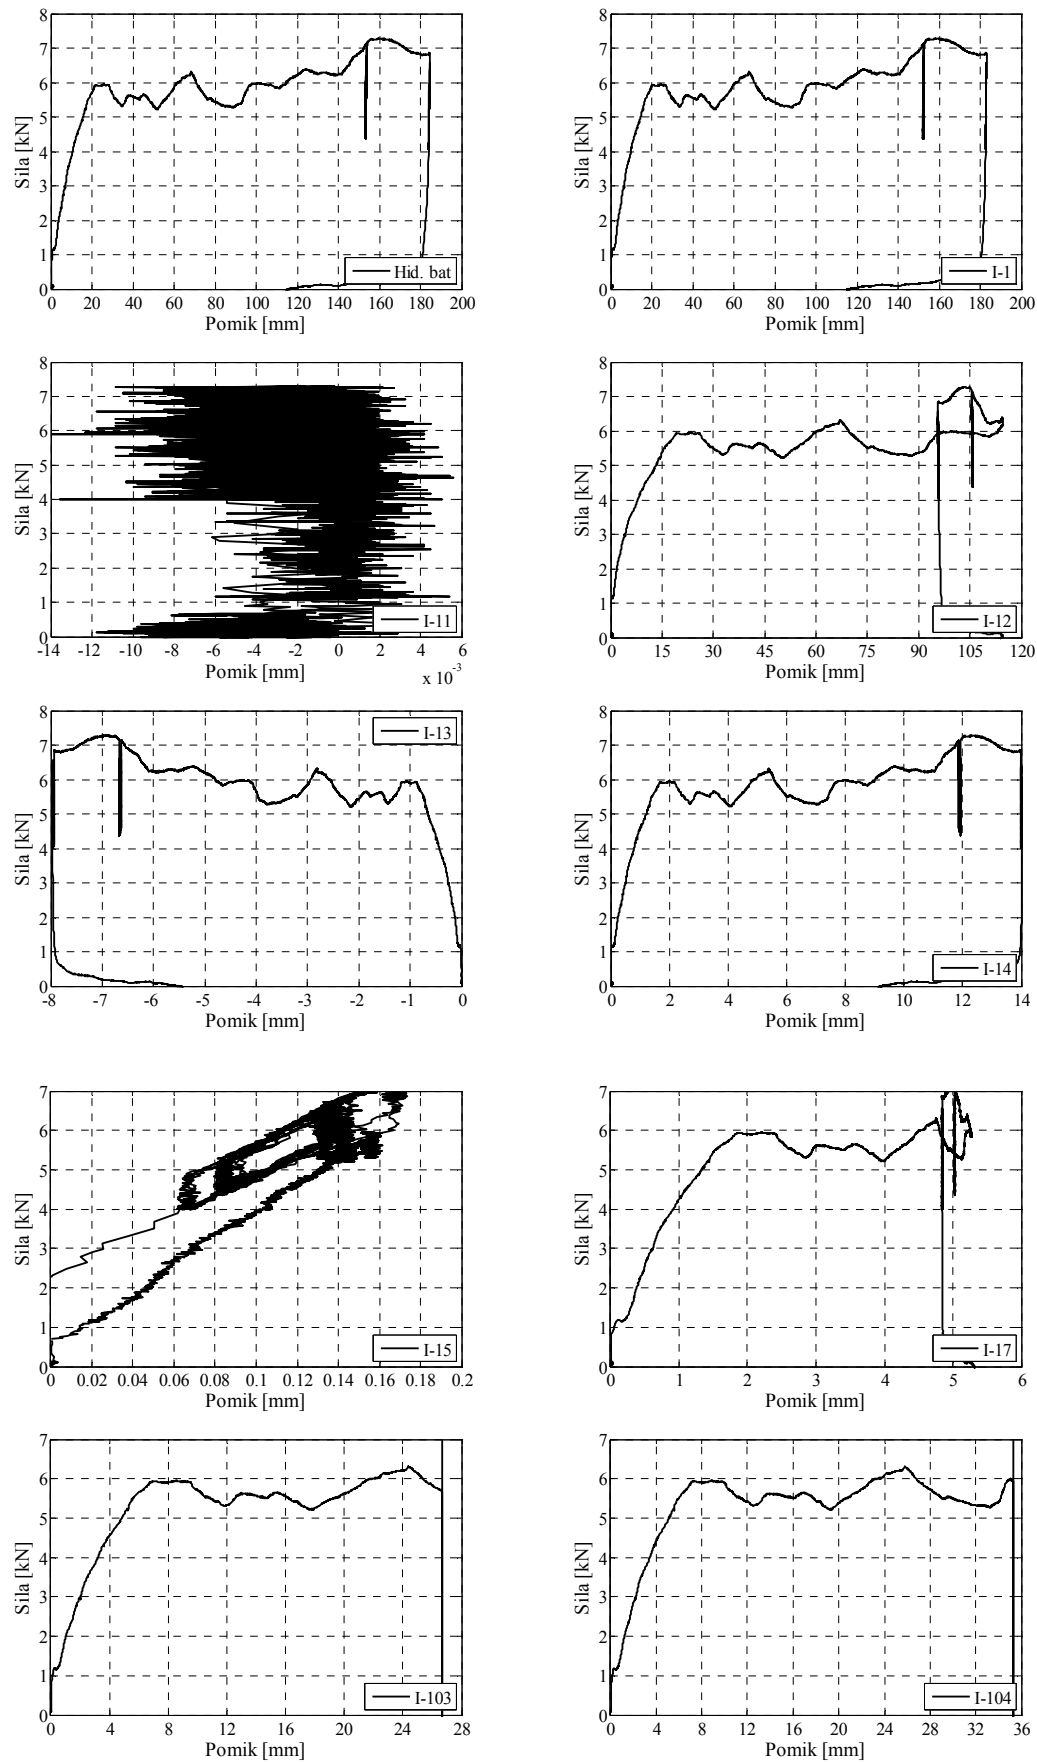 8
7
6
5
4
3
2
1
0
Sila [kN]
Hid. bat
0 20 40 60 80 100 120 140 160 180 200
Pomik [mm]
8
7
6
5
4
3
2
1
0
Sila [kN]
I-1
0 20 40 60 80 100 120 140 160 180 200
Pomik [mm]
8
7
6
5
4
3
2
1
0
Sila [kN]
I-11
-14 -12 -10 -8 -6 -4 -2 0 2 4 6
Pomik [mm]
x 10-3
8
7
6
5
4
3
2
1
0
Sila [kN]
I-12
0 15 30 45 60 75 90 105 120
Pomik [mm]
8
7
6
5
4
3
2
1
0
Sila [kN]
I-13
-8 -7 -6 -5 -4 -3 -2 -1 0
Pomik [mm]
8
7
6
5
4
3
2
1
0
Sila [kN]
I-14
0 2 4 6 8 10 12 14
Pomik [mm]
7
6
5
4
3
2
1
0
Sila [kN]
I-15
0 0.02 0.04 0.06 0.08 0.10 0.12 0.14 0.16 0.18 0.2
Pomik [mm]
7
6
5
4
3
2
1
0
Sila [kN]
I-17
0 1 2 3 4 5 6
Pomik [mm]
7
6
5
4
3
2
1
0
Sila [kN]
I-103
0 4 8 12 16 20 24 28
Pomik [mm]
7
6
5
4
3
2
1
0
Sila [kN]
I-104
0 4 8 12 16 20 24 28 32 36
Pomik [mm]